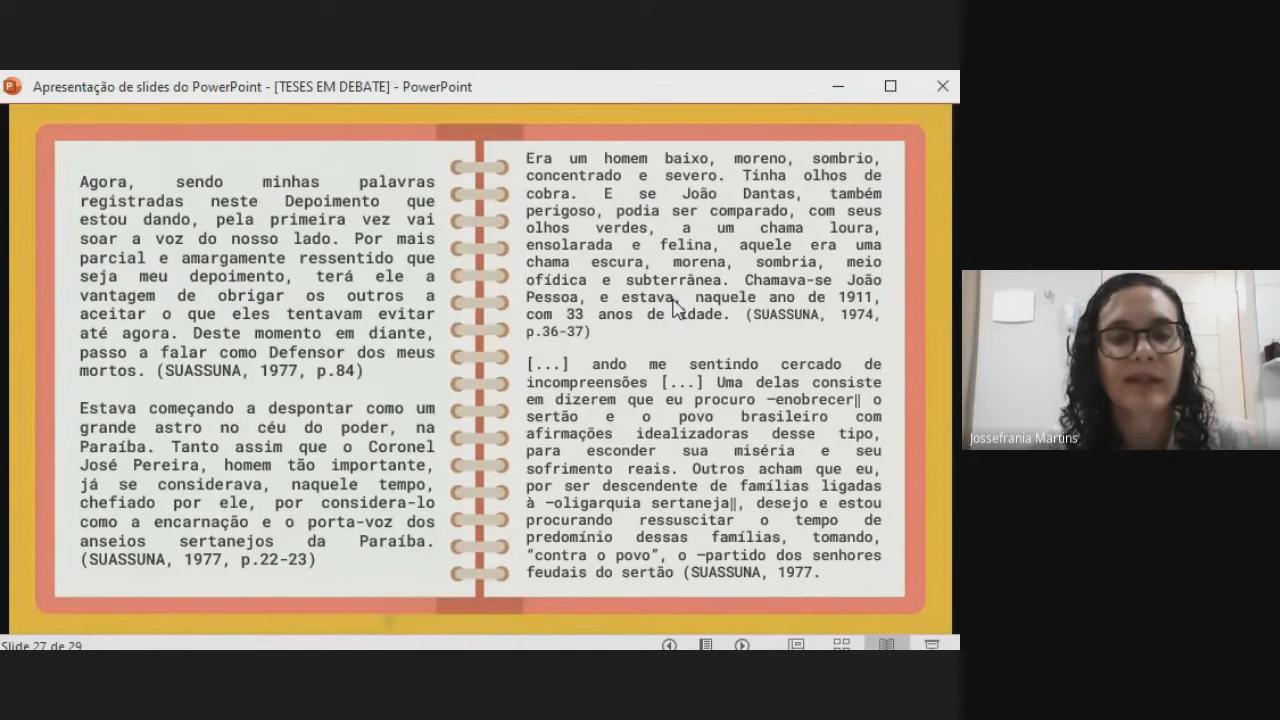 Apresentação de slides do PowerPoint - [TESES EM DEBATE] - PowerPoint
Agora, sendo minhas palavras
registradas neste Depoimento que
estou dando, pela primeira vez vai
soar a voz do nosso lado. Por mais
parcial e amargamente ressentido que
seja meu depoimento, terá ele a
vantagem de obrigar os outros a
aceitar o que eles tentavam evitar
até agora. Deste momento em diante,
passo a falar como Defensor dos meus
mortos. (SUASSUNA, 1977, p.84)
Estava começando a despontar como um
grande astro no céu do poder, na
Paraíba. Tanto assim que o Coronel
José Pereira, homem tão importante,
já se considerava, naquele tempo,
chefiado por ele, por considera-lo
como a encarnação e o porta-voz dos
anseios sertanejos da Paraíba.
(SUASSUNA, 1977, p.22-23)
Era um homem baixo, moreno, sombrio,
concentrado e severo. Tinha olhos de
cobra. E se João Dantas, também
perigoso, podia ser comparado, com seus
olhos verdes, a um chama loura,
ensolarada e felina, aquele era uma
chama escura, morena, sombria, meio
ofídica e subterrânea. Chamava-se João
Pessoa, e estava, naquele ano de 1911,
com 33 anos de idade. (SUASSUNA, 1974,
p.36-37)
[...] ando me sentindo cercado de
incompreensões [...] Uma delas consiste
em dizerem que eu procuro ―enobrecer‖ o
sertão e o povo brasileiro com
afirmações idealizadoras desse tipo,
para esconder sua miséria e seu
sofrimento reais. Outros acham que eu,
por ser descendente de famílias ligadas
à ―oligarquia sertaneja‖, desejo e estou
procurando ressuscitar o tempo de
predomínio dessas famílias, tomando,
“contra o povo”, o ―partido dos senhores
feudais do sertão (SUASSUNA, 1977.
Jossefrania Martins
Slide 27 de 29